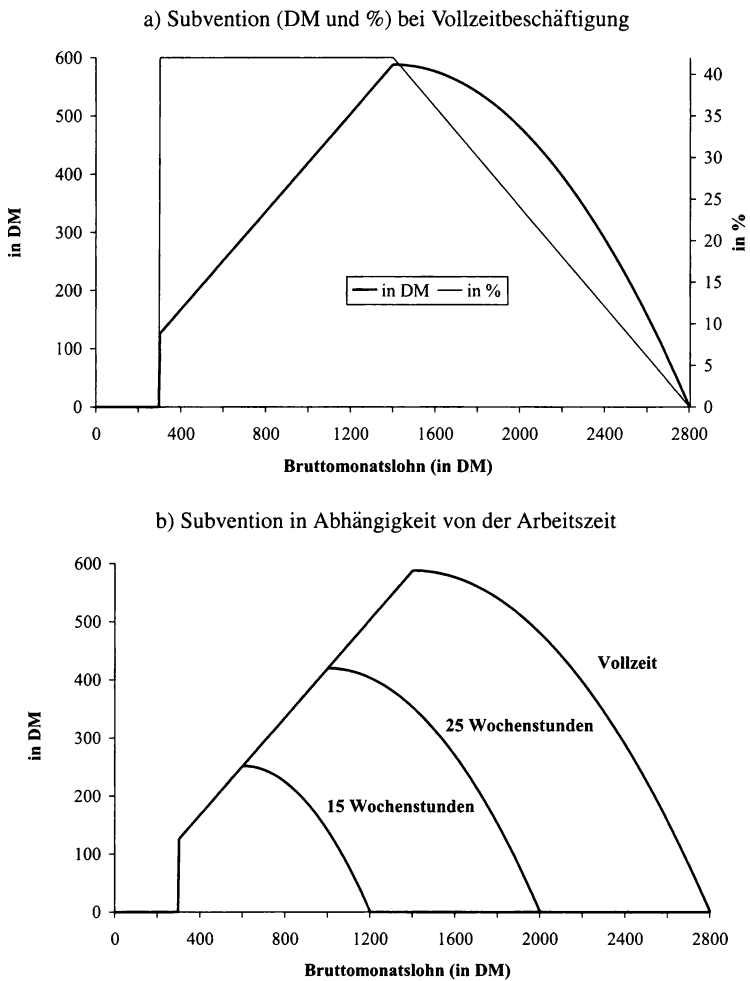 a) Subvention (DM und %) bei Vollzeitbeschäftigung
600
500
400
300
200
100
0
in DM
40
35
30
25
20
15
10
5
0
in %
in DM in %
0 400 800 1200 1600 2000 2400 2800
Bruttomonatslohn (in DM)
b) Subvention in Abhängigkeit von der Arbeitszeit
600
500
400
300
200
100
0
in DM
Vollzeit
25 Wochenstunden
15 Wochenstunden
0 400 800 1200 1600 2000 2400 2800
Bruttomonatslohn (in DM)